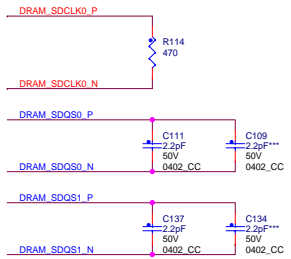 DRAM_SDCLK0_P
R114
470
DRAM_SDCLK0_N
DRAM_SDQS0_P
C111
2.2pF
50V
0402_CC
C109
2.2pF***
50V
0402_CC
DRAM_SDQS0_N
DRAM_SDQS1_P
C137
2.2pF
50V
0402_CC
C134
2.2pF***
50V
0402_CC
DRAM_SDQS1_N